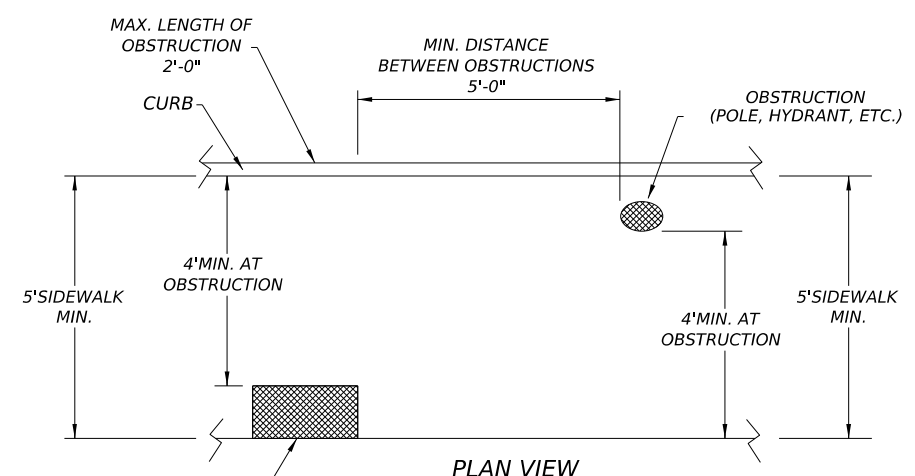 MAX. LENGTH OF
OBSTRUCTION
2'-0"
MIN. DISTANCE
BETWEEN OBSTRUCTIONS
5'-0"
CURB
OBSTRUCTION
(POLE, HYDRANT, ETC.)
4'MIN. AT
OBSTRUCTION
5'SIDEWALK
MIN.
4'MIN. AT
OBSTRUCTION
5'SIDEWALK
MIN.
PLAN VIEW